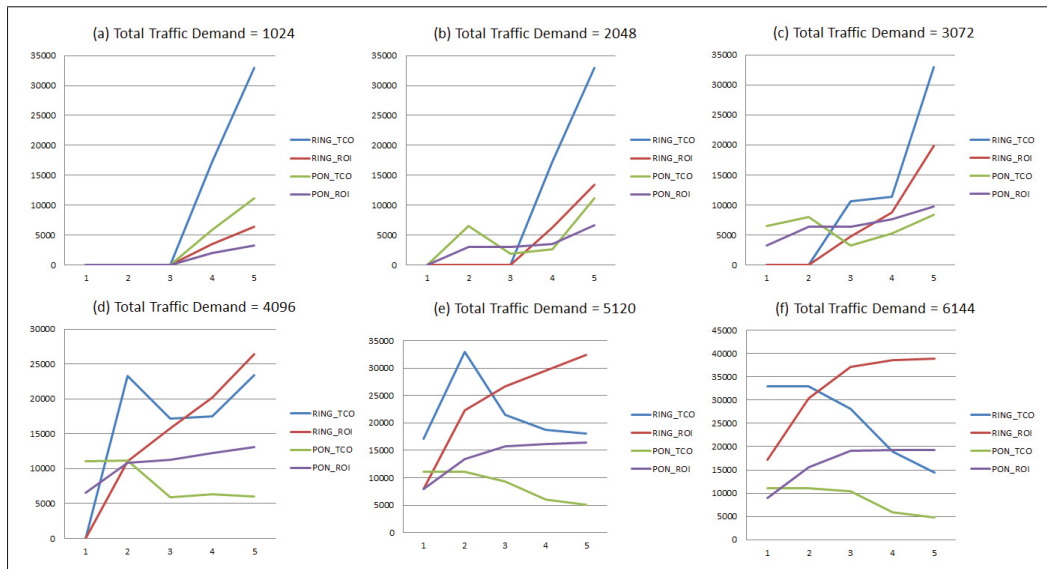 (a) Total Traffic Demand = 1024
35000
30000
25000
20000
15000
10000
5000
0
1 2 3 4 5
RING_TCO
RING_ROI
PON_TCO
PON_ROI
(b) Total Traffic Demand = 2048
35000
30000
25000
20000
15000
10000
5000
0
1 2 3 4 5
RING_TCO
RING_ROI
PON_TCO
PON_ROI
(c) Total Traffic Demand = 3072
35000
30000
25000
20000
15000
10000
5000
0
1 2 3 4 5
RING_TCO
RING_ROI
PON_TCO
PON_ROI
(d) Total Traffic Demand = 4096
30000
25000
20000
15000
10000
5000
0
1 2 3 4 5
RING_TCO
RING_ROI
PON_TCO
PON_ROI
(e) Total Traffic Demand = 5120
35000
30000
25000
20000
15000
10000
5000
0
1 2 3 4 5
RING_TCO
RING_ROI
PON_TCO
PON_ROI
(f) Total Traffic Demand = 6144
45000
40000
35000
30000
25000
20000
15000
10000
5000
0
1 2 3 4 5
RING_TCO
RING_ROI
PON_TCO
PON_ROI